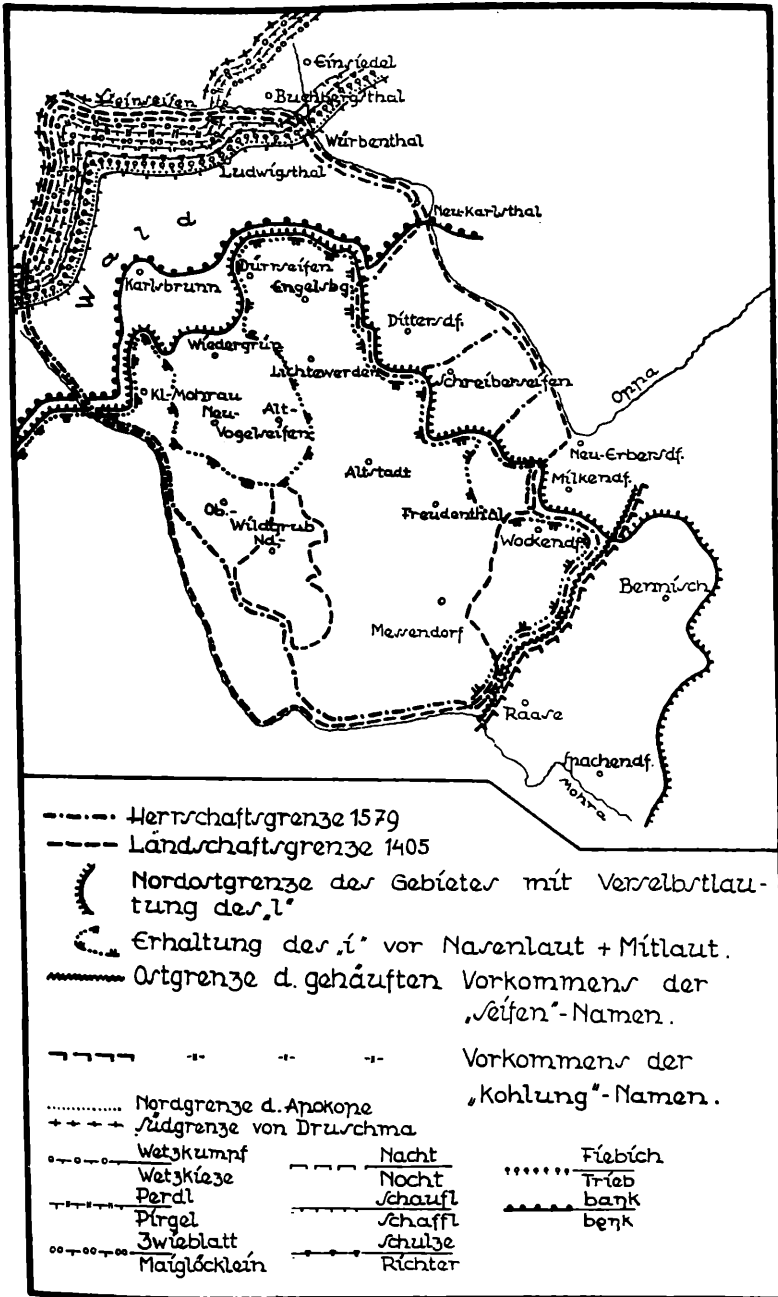 Einsiedel
Buchbergsthal
Würbenthal
Ludwigsthal
Neu-Karlsthal
Wald
Karlsbrunn
Dürrseifen
Engelsbg.
Dittersdf.
Wiedergrün
Lichtewerden
Schreiberseifen
Oppa
Kl-Mohrau
Neu-
Alt-
Vogelseifen
Neu-Erbersdf.
Altstadt
Milkendf.
Ob.-
Wildgrub
Nd.-
Freudenthal
Wockendf.
Bennisch
Messendorf
Raase
Spachendf.
Mohra
Herrschaftsgrenze 1579
Landschaftsgrenze 1405
Nordostgrenze des Gebietes mit Verselbstlau-
tung des „l“
Erhaltung des „i“ vor Nasenlaut + Mitlaut.
Ostgrenze d. gehäuften Vorkommens der
„Seifen“-Namen.
-"- -"- -"- Vorkommens der
„Kohlung“-Namen.
Nordgrenze d. Apokope
Südgrenze von Druschma
Wetzkumpf
Wetzkieze
Perdl
Pirgel
Zwieblatt
Maiglöcklein
Nacht
Nocht
Schaufl
Schaffl
Schulze
Richter
Fiebich
Trieb
baŋk
beŋk